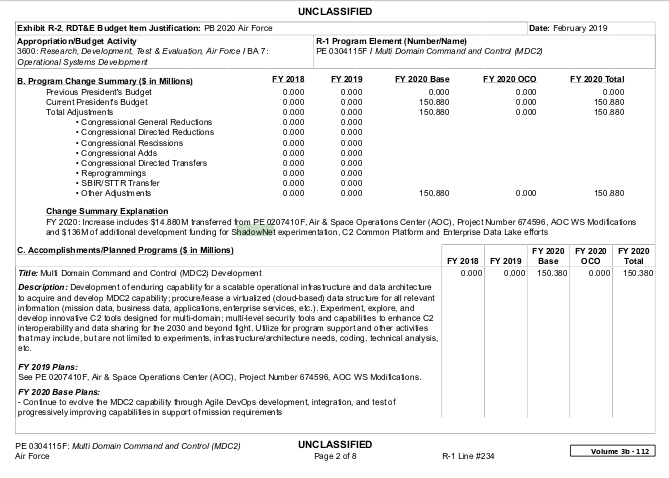 UNCLASSIFIED
Exhibit R-2, RDT&E Budget Item Justification: PB 2020 Air Force Date: February 2019
Appropriation/Budget Activity R-1 Program Element (Number/Name)
3600: Research, Development, Test & Evaluation, Air Force / BA 7: PE 0304115F / Multi Domain Command and Control (MDC2)
Operational Systems Development
B. Program Change Summary ($ in Millions) FY 2018 FY 2019 FY 2020 Base FY 2020 OCO FY 2020 Total
Previous President's Budget 0.000 0.000 0.000 0.000 0.000
Current President's Budget 0.000 0.000 150.880 0.000 150.880
Total Adjustments 0.000 0.000 150.880 0.000 150.880
• Congressional General Reductions 0.000 0.000
• Congressional Directed Reductions 0.000 0.000
• Congressional Rescissions 0.000 0.000
• Congressional Adds 0.000 0.000
• Congressional Directed Transfers 0.000 0.000
• Reprogrammings 0.000 0.000
• SBIR/STTR Transfer 0.000 0.000
• Other Adjustments 0.000 0.000 150.880 0.000 150.880
Change Summary Explanation
FY 2020: Increase includes $14.880M transferred from PE 0207410F, Air & Space Operations Center (AOC), Project Number 674596, AOC WS Modifications
and $136M of additional development funding for ShadowNet experimentation, C2 Common Platform and Enterprise Data Lake efforts
C. Accomplishments/Planned Programs ($ in Millions) FY 2018 FY 2019 FY 2020 Base FY 2020 OCO FY 2020 Total
Title: Multi Domain Command and Control (MDC2) Development 0.000 0.000 150.380 0.000 150.380
Description: Development of enduring capability for a scalable operational infrastructure and data architecture
to acquire and develop MDC2 capability; procure/lease a virtualized (cloud-based) data structure for all relevant
information (mission data, business data, applications, enterprise services, etc.). Experiment, explore, and
develop innovative C2 tools designed for multi-domain; multi-level security tools and capabilities to enhance C2
interoperability and data sharing for the 2030 and beyond fight. Utilize for program support and other activities
that may include, but are not limited to experiments, infrastructure/architecture needs, coding, technical analysis,
etc.
FY 2019 Plans:
See PE 0207410F, Air & Space Operations Center (AOC), Project Number 674596, AOC WS Modifications.
FY 2020 Base Plans:
- Continue to evolve the MDC2 capability through Agile DevOps development, integration, and test of
progressively improving capabilities in support of mission requirements
PE 0304115F: Multi Domain Command and Control (MDC2) UNCLASSIFIED
Air Force Page 2 of 8 R-1 Line #234 Volume 3b - 112